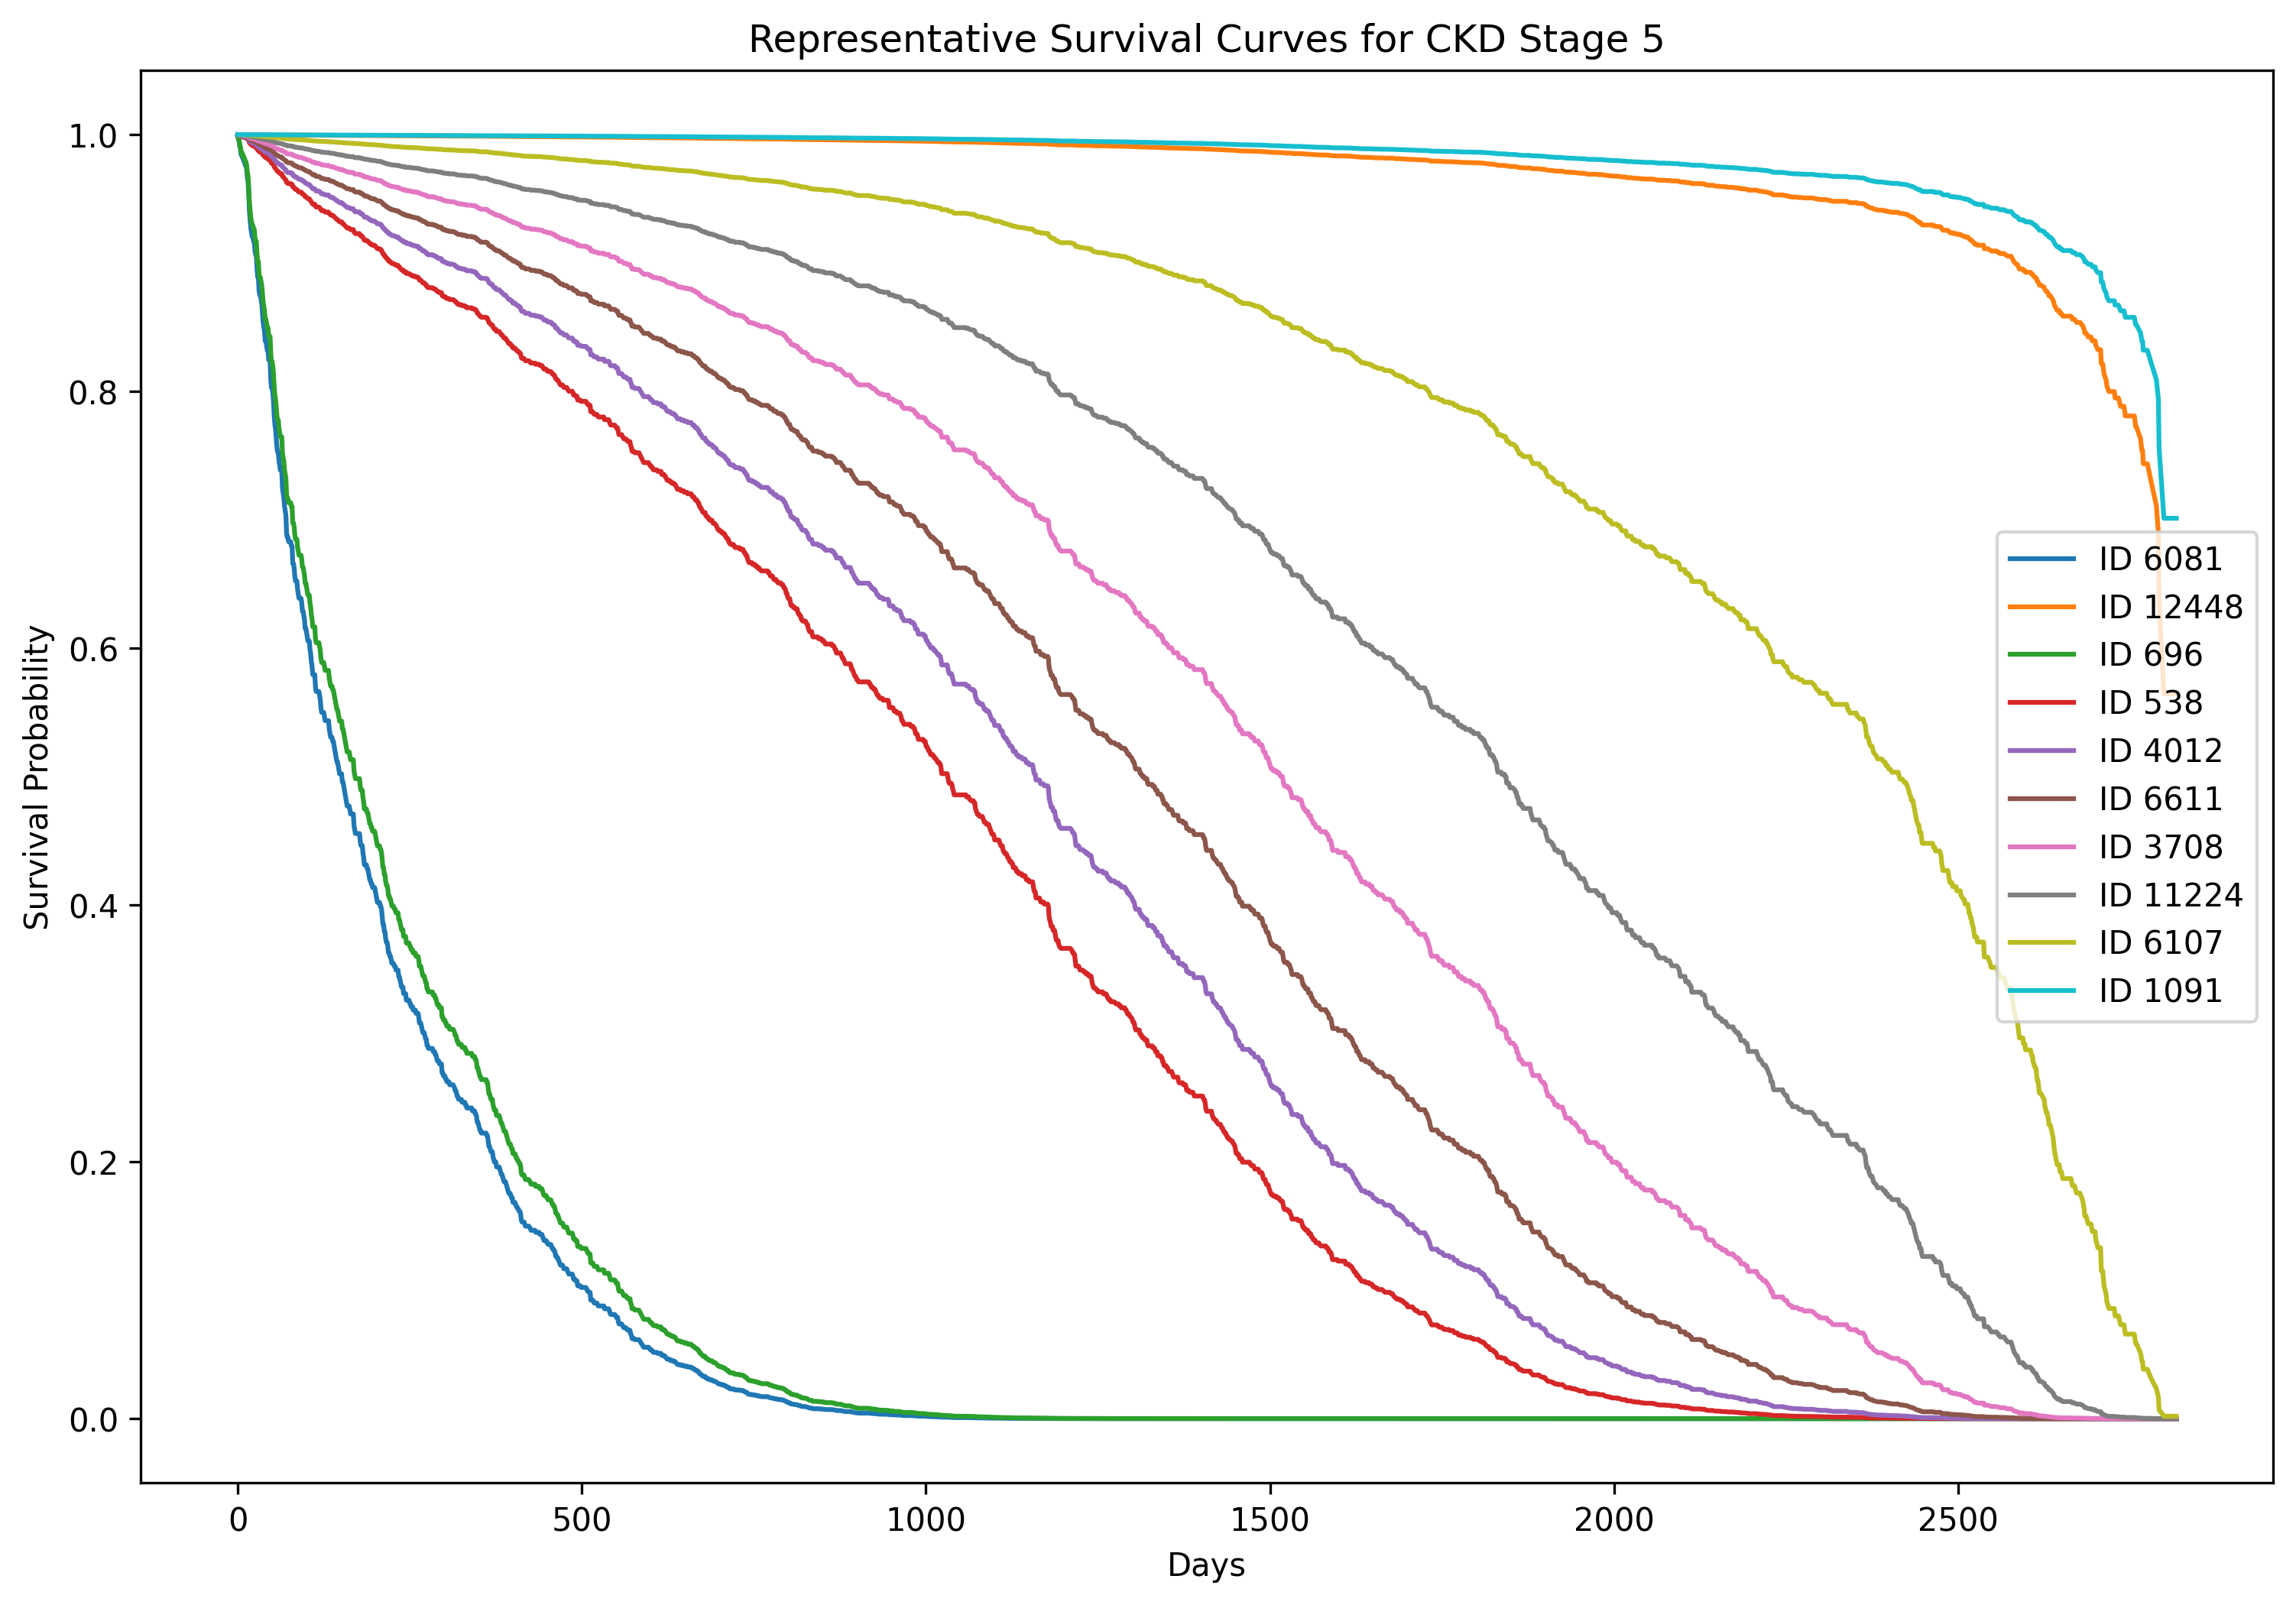 Representative Survival Curves for CKD Stage 5
1.0
0.8
0.6
0.4
0.2
0.0
Survival Probability
ID 6081
ID 12448
ID 696
ID 538
ID 4012
ID 6611
ID 3708
ID 11224
ID 6107
ID 1091
0 500 1000 1500 2000 2500
Days